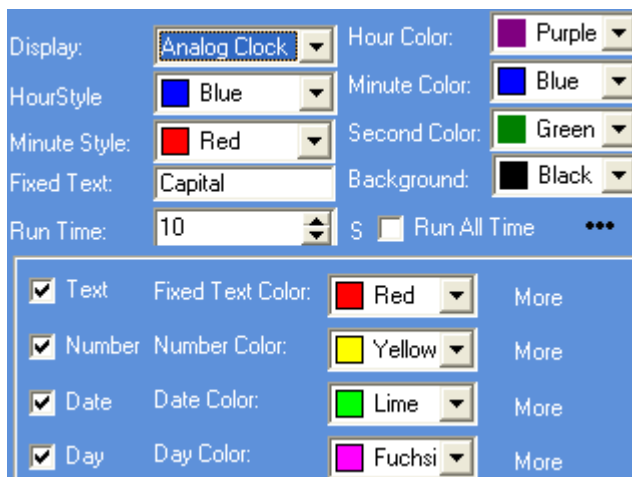 Display: Analog Clock Hour Color: Purple
HourStyle Blue Minute Color: Blue
Minute Style: Red Second Color: Green
Fixed Text: Capital Background: Black
Run Time: 10 S Run All Time •••
Text Fixed Text Color: Red More
Number Number Color: Yellow More
Date Date Color: Lime More
Day Day Color: Fuchsi More